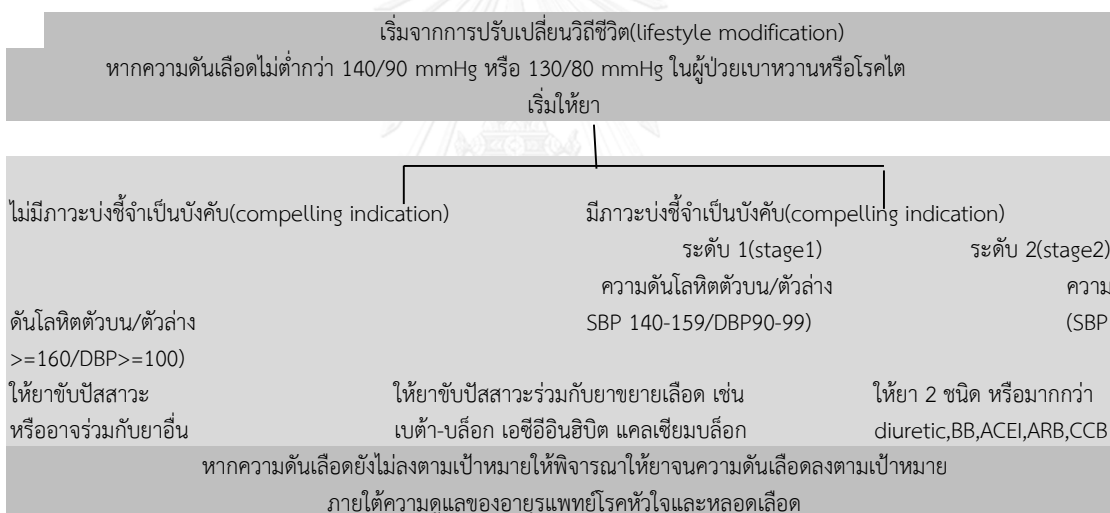 เริ่มจากการปรับเปลี่ยนวิถีชีวิต(lifestyle modification)
หากความดันเลือดไม่ต่ำกว่า 140/90 mmHg หรือ 130/80 mmHg ในผู้ป่วยเบาหวานหรือโรคไต
เริ่มให้ยา
ไม่มีภาวะบ่งชี้จำเป็นบังคับ(compelling indication) มีภาวะบ่งชี้จำเป็นบังคับ(compelling indication)
ระดับ 1(stage1) ระดับ 2(stage2)
ความดันโลหิตตัวบน/ตัวล่าง ความ
ดันโลหิตตัวบน/ตัวล่าง SBP 140-159/DBP90-99) (SBP
>=160/DBP>=100)
ให้ยาขับปัสสาวะ ให้ยาขับปัสสาวะร่วมกับยาขยายเลือด เช่น ให้ยา 2 ชนิด หรือมากกว่า
หรืออาจร่วมกับยาอื่น เบต้า-บล็อก เอซีอีอินฮิบิต แคลเซียมบล็อก diuretic,BB,ACEI,ARB,CCB
หากความดันเลือดยังไม่ลงตามเป้าหมายให้พิจารณาให้ยาจนความดันเลือดลงตามเป้าหมาย
ภายใต้ความดูแลของอายุรแพทย์โรคหัวใจและหลอดเลือด